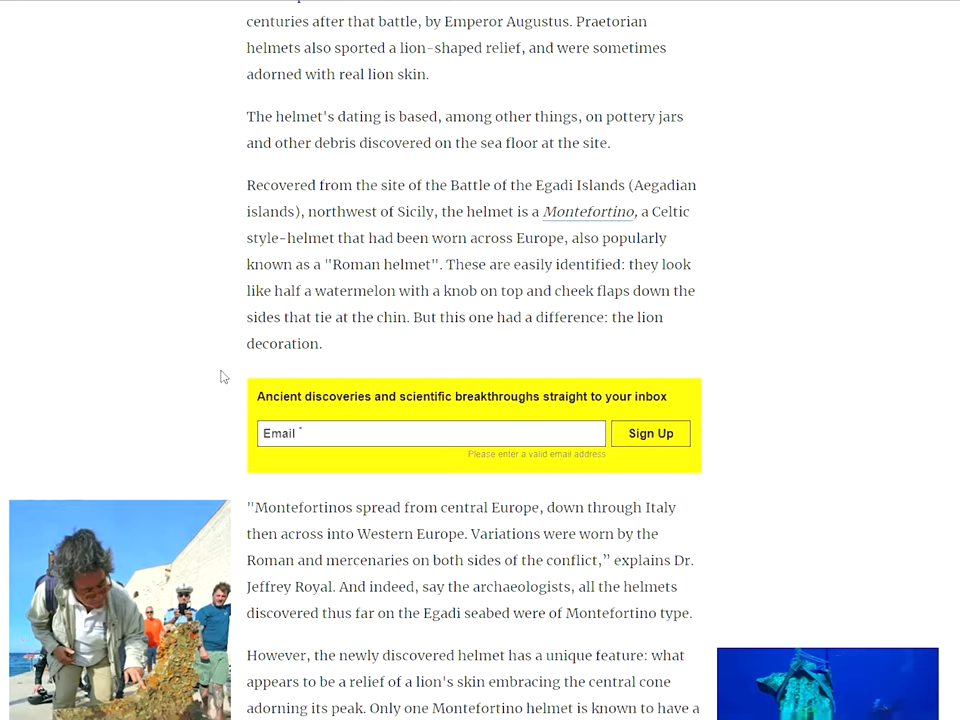 centuries after that battle, by Emperor Augustus. Praetorian
helmets also sported a lion-shaped relief, and were sometimes
adorned with real lion skin.
The helmet's dating is based, among other things, on pottery jars
and other debris discovered on the sea floor at the site.
Recovered from the site of the Battle of the Egadi Islands (Aegadian
islands), northwest of Sicily, the helmet is a Montefortino, a Celtic
style-helmet that had been worn across Europe, also popularly
known as a "Roman helmet". These are easily identified: they look
like half a watermelon with a knob on top and cheek flaps down the
sides that tie at the chin. But this one had a difference: the lion
decoration.
Ancient discoveries and scientific breakthroughs straight to your inbox
Email *
Sign Up
Please enter a valid email address
"Montefortinos spread from central Europe, down through Italy
then across into Western Europe. Variations were worn by the
Roman and mercenaries on both sides of the conflict,” explains Dr.
Jeffrey Royal. And indeed, say the archaeologists, all the helmets
discovered thus far on the Egadi seabed were of Montefortino type.
However, the newly discovered helmet has a unique feature: what
appears to be a relief of a lion's skin embracing the central cone
adorning its peak. Only one Montefortino helmet is known to have a